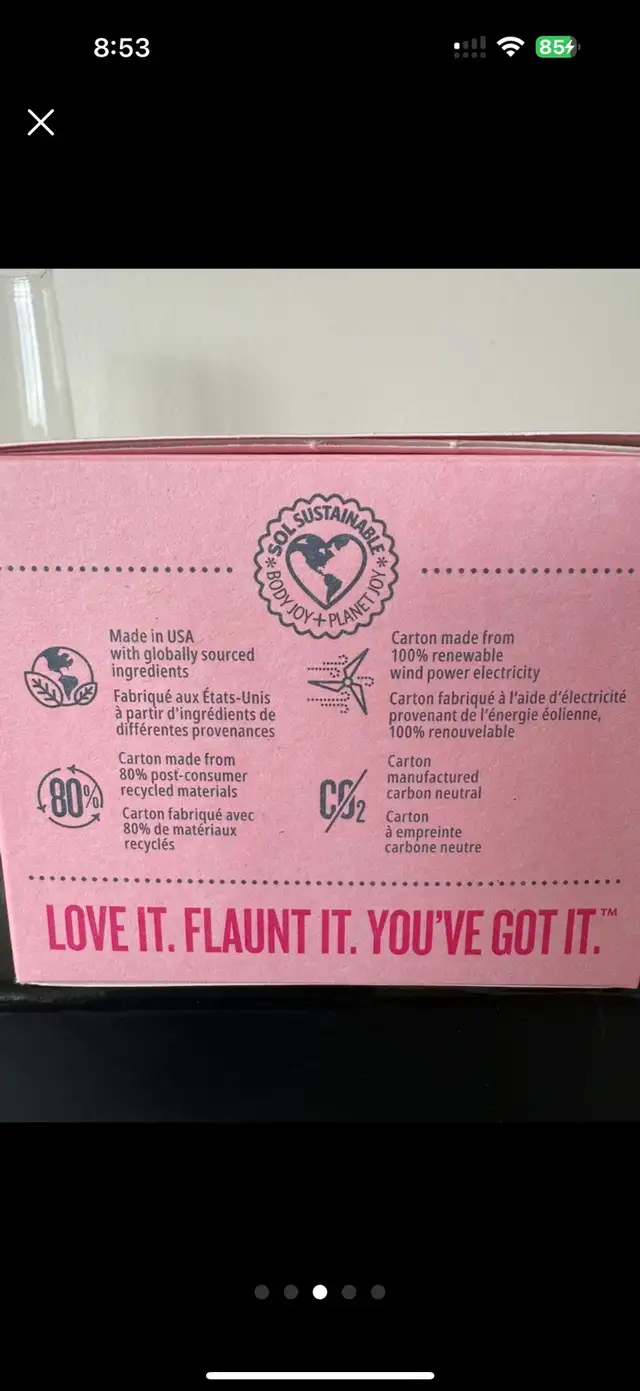 8:53
85
SOL SUSTAINABLE
BODY JOY + PLANET JOY
Made in USA
with globally sourced
ingredients
Fabriqué aux États-Unis
à partir d'ingrédients de
différentes provenances
Carton made from
100% renewable
wind power electricity
Carton fabriqué à l'aide d'électricité
provenant de l'énergie éolienne,
100% renouvelable
80%
Carton made from
80% post-consumer
recycled materials
Carton fabriqué avec
80% de matériaux
recyclés
CO2
Carton
manufactured
carbon neutral
Carton
à empreinte
carbone neutre
LOVE IT. FLAUNT IT. YOU'VE GOT IT.™